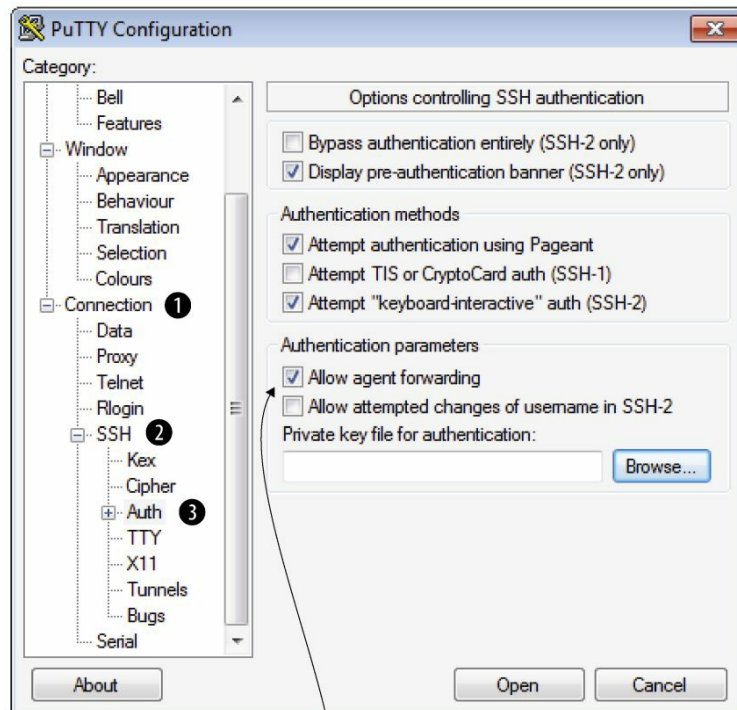 PuTTY Configuration
Category:
Bell
Features
Window
Appearance
Behaviour
Translation
Selection
Colours
Connection 1
Data
Proxy
Telnet
Rlogin
SSH 2
Kex
Cipher
Auth 3
TTY
X11
Tunnels
Bugs
Serial
Options controlling SSH authentication
Bypass authentication entirely (SSH-2 only)
Display pre-authentication banner (SSH-2 only)
Authentication methods
Attempt authentication using Pageant
Attempt TIS or CryptoCard auth (SSH-1)
Attempt "keyboard-interactive" auth (SSH-2)
Authentication parameters
Allow agent forwarding
Allow attempted changes of username in SSH-2
Private key file for authentication:
Browse...
About
Open
Cancel